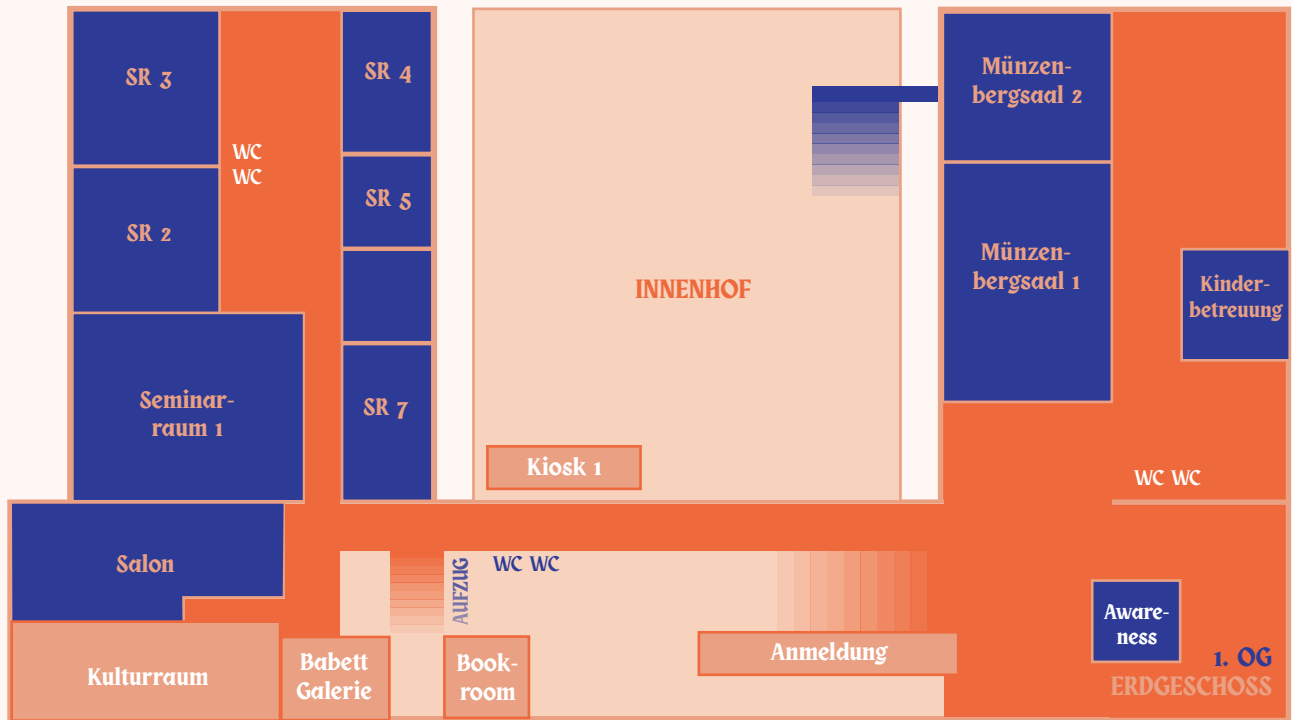 SR 3
SR 4
Münzen-
bergsaal 2
WC
WC
SR 5
SR 2
Münzen-
bergsaal 1
INNENHOF
Kinder-
betreuung
Seminar-
raum 1
SR 7
Kiosk 1
WC WC
Salon
AUFZUG
WC WC
Aware-
ness
Kulturraum
Babett
Galerie
Book-
room
Anmeldung
1. OG
ERDGESCHOSS